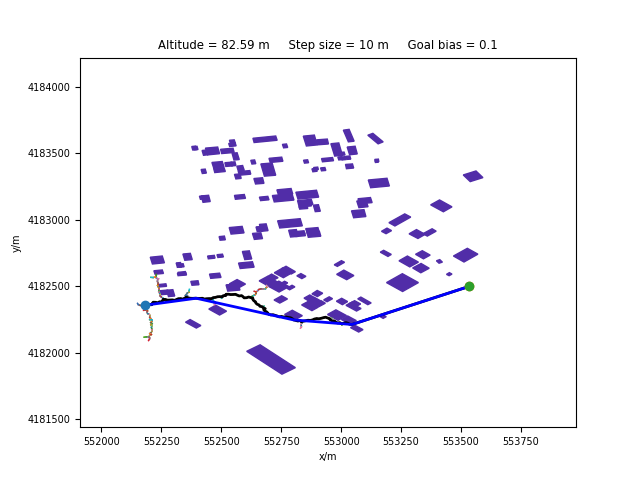 Altitude = 82.59 m     Step size = 10 m     Goal bias = 0.1
y/m
4184000
4183500
4183000
4182500
4182000
4181500
552000 552250 552500 552750 553000 553250 553500 553750
x/m